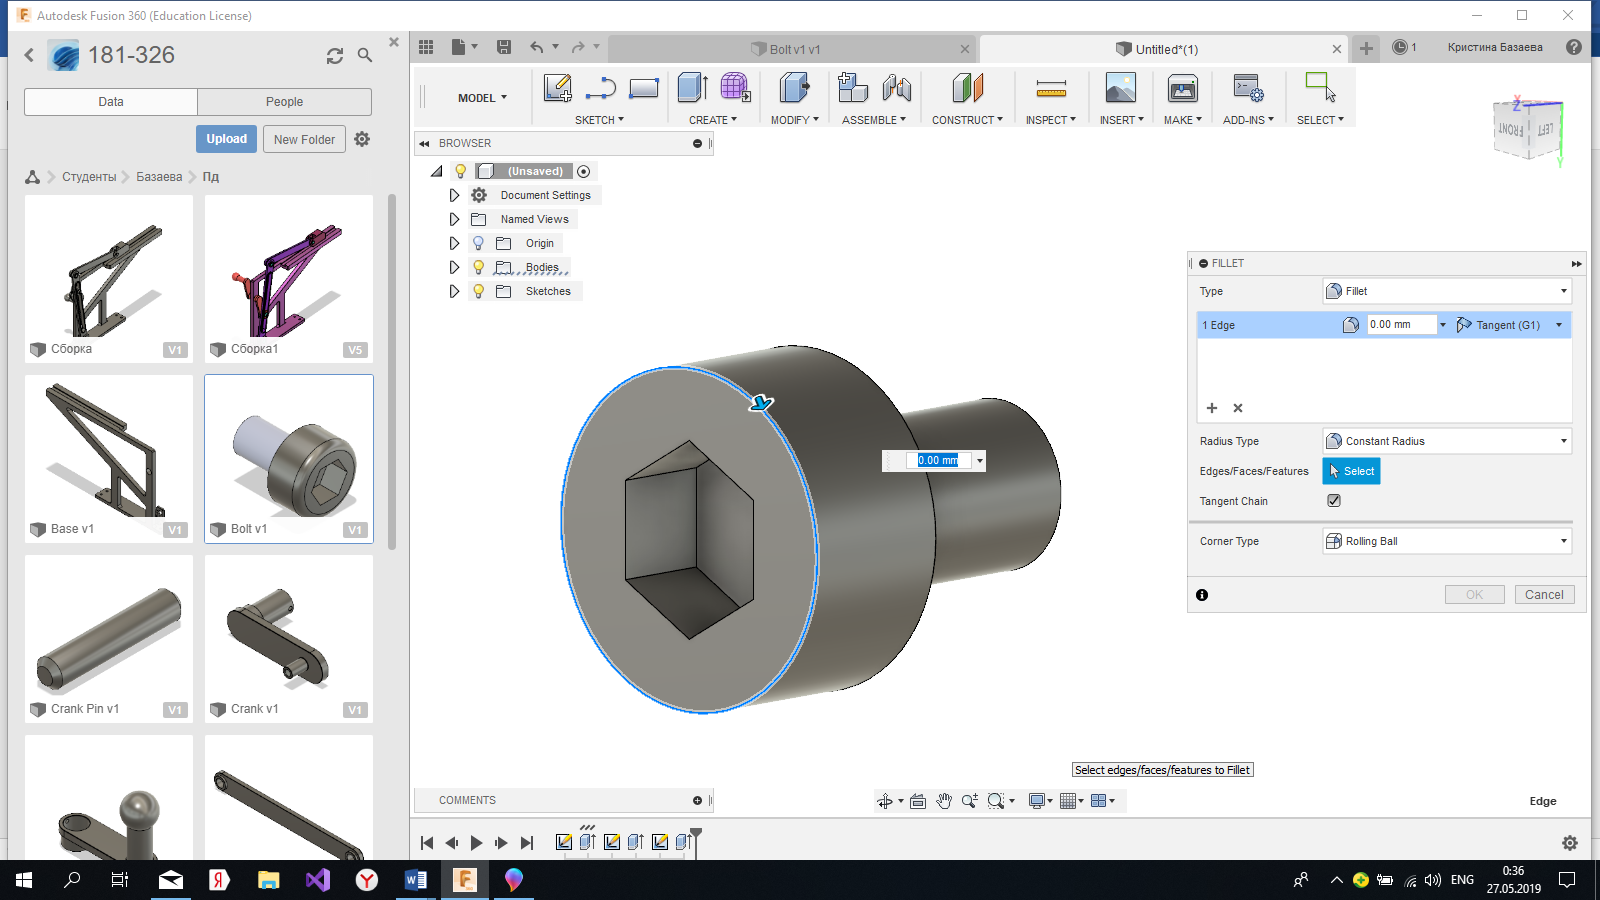 Autodesk Fusion 360 (Education License)
181-326
Data
People
Upload
New Folder
Студенты
Базаева
Пд
Сборка
V1
Сборка1
V5
Base v1
V1
Bolt v1
V1
Crank Pin v1
V1
Crank v1
V1
Bolt v1 v1
Untitled*(1)
1
Кристина Базаева
MODEL
SKETCH
CREATE
MODIFY
ASSEMBLE
CONSTRUCT
INSPECT
INSERT
MAKE
ADD-INS
SELECT
BROWSER
(Unsaved)
Document Settings
Named Views
Origin
Bodies
Sketches
X
Z
Y
FRONT
LEFT
FILLET
Type
Fillet
1 Edge
0.00 mm
Tangent (G1)
Radius Type
Constant Radius
Edges/Faces/Features
Select
Tangent Chain
Corner Type
Rolling Ball
OK
Cancel
0.00 mm
Select edges/faces/features to Fillet
COMMENTS
Edge
ENG
0:36
27.05.2019